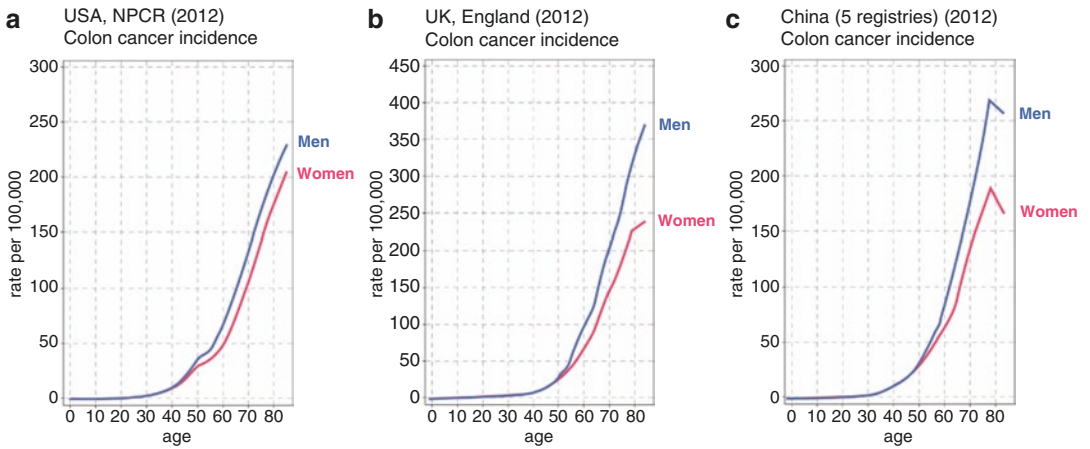 a
USA, NPCR (2012)
Colon cancer incidence
300
250
200
150
100
50
0
rate per 100,000
Men
Women
0 10 20 30 40 50 60 70 80
age
b
UK, England (2012)
Colon cancer incidence
450
400
350
300
250
200
150
100
50
0
rate per 100,000
Men
Women
0 10 20 30 40 50 60 70 80
age
c
China (5 registries) (2012)
Colon cancer incidence
300
250
200
150
100
50
0
rate per 100,000
Men
Women
0 10 20 30 40 50 60 70 80
age